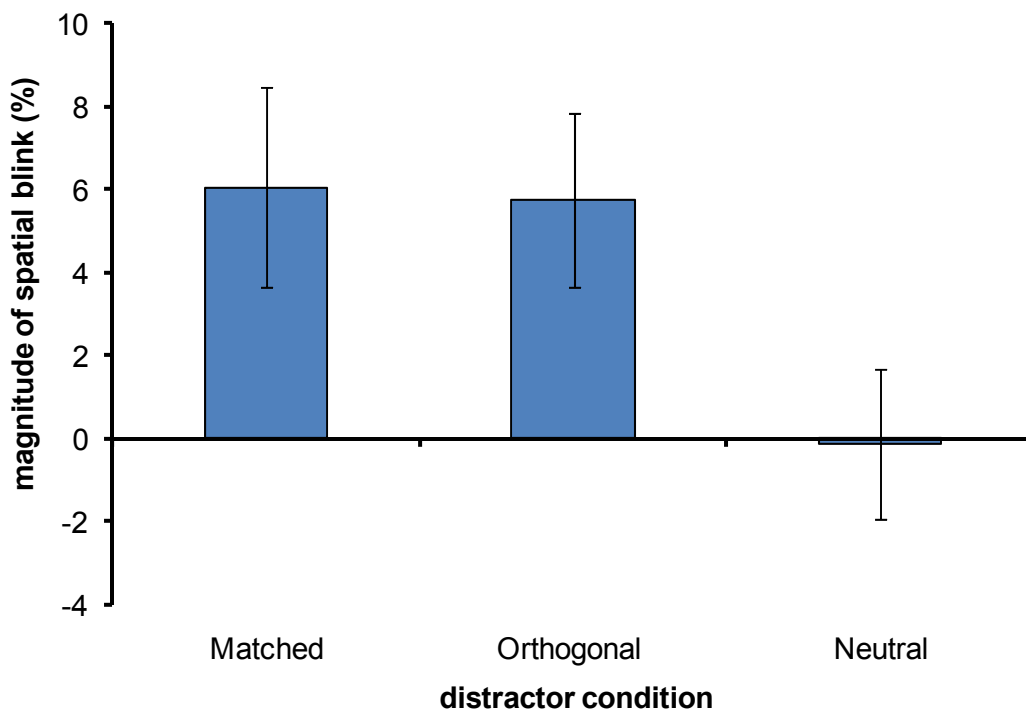 10
8
6
4
2
0
-2
-4
magnitude of spatial blink (%)
Matched Orthogonal Neutral
distractor condition